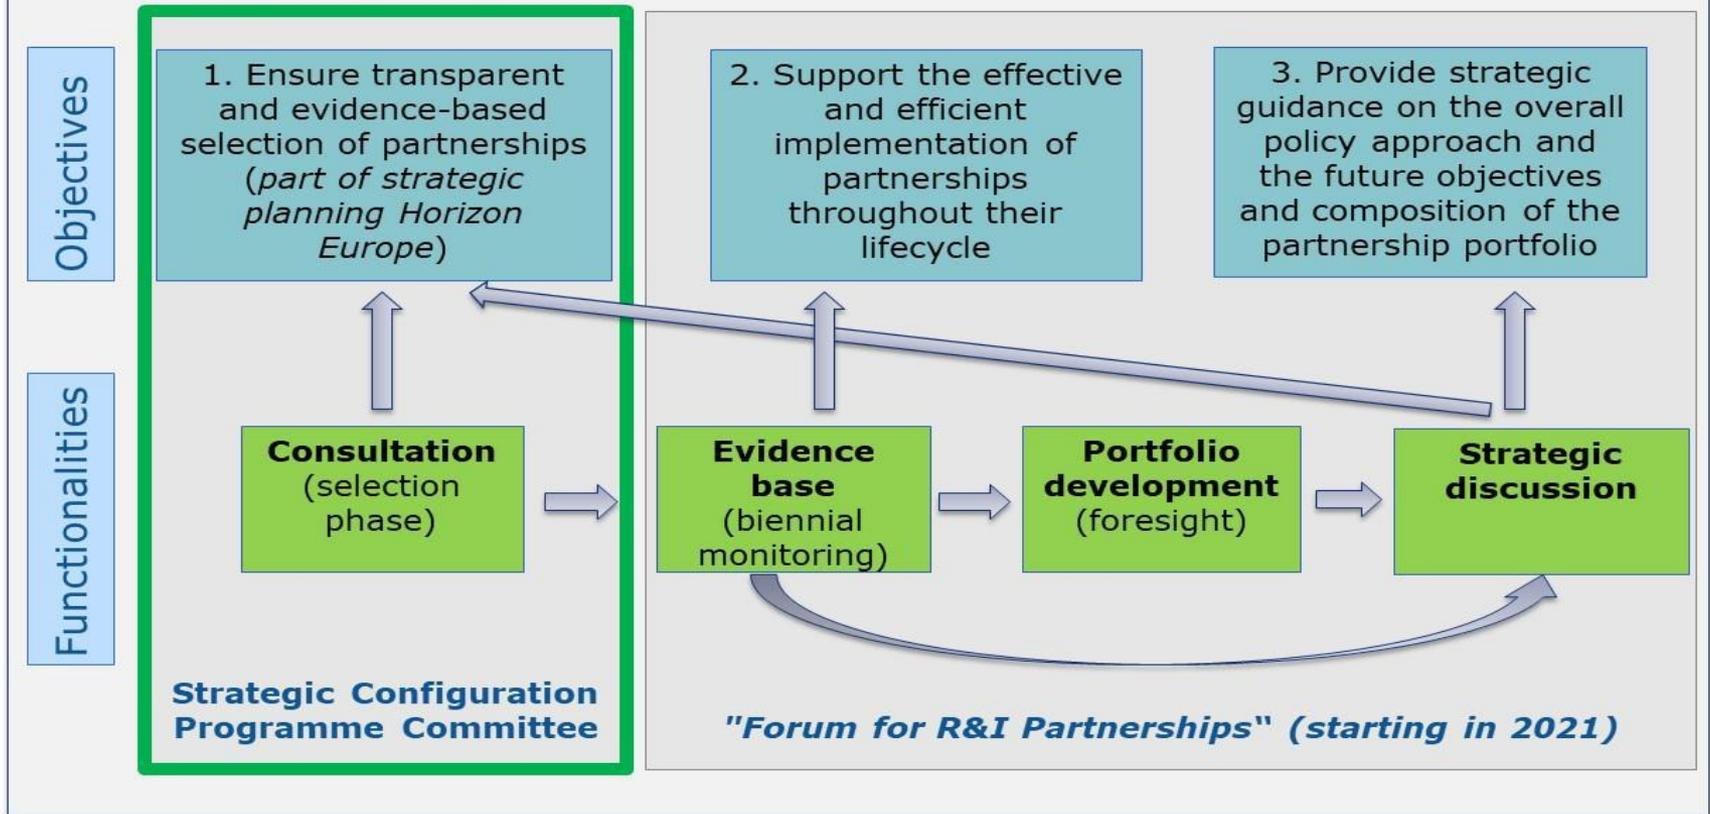 Objectives
1. Ensure transparent
and evidence-based
selection of partnerships
(part of strategic
planning Horizon
Europe)
2. Support the effective
and efficient
implementation of
partnerships
throughout their
lifecycle
3. Provide strategic
guidance on the overall
policy approach and
the future objectives
and composition of the
partnership portfolio
Functionalities
Consultation
(selection
phase)
Evidence
base
(biennial
monitoring)
Portfolio
development
(foresight)
Strategic
discussion
Strategic Configuration
Programme Committee
"Forum for R&I Partnerships“ (starting in 2021)